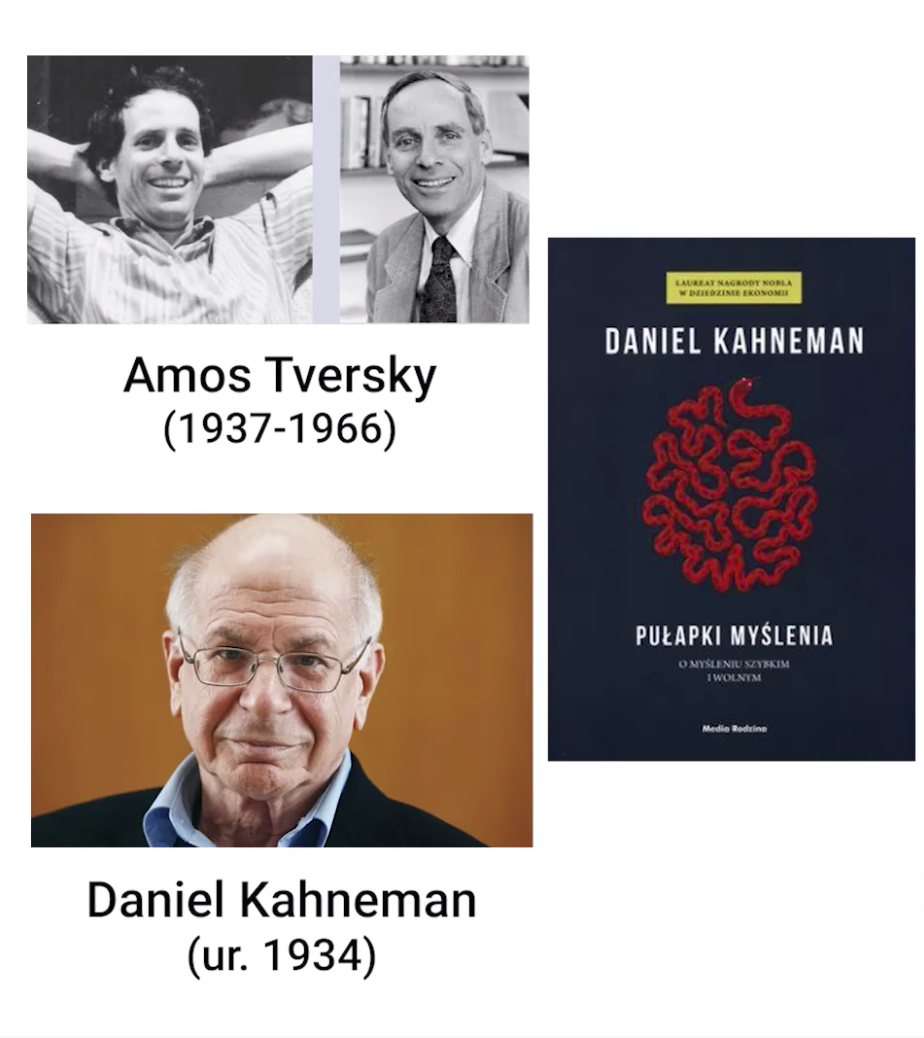 Amos Tversky
(1937-1966)
LAUREAT NAGRODY NOBLA
W DZIEDZINIE EKONOMII
DANIEL KAHNEMAN
PUŁAPKI MYŚLENIA
O MYŚLENIU SZYBKIM
I WOLNYM
Media Rodzina
Daniel Kahneman
(ur. 1934)